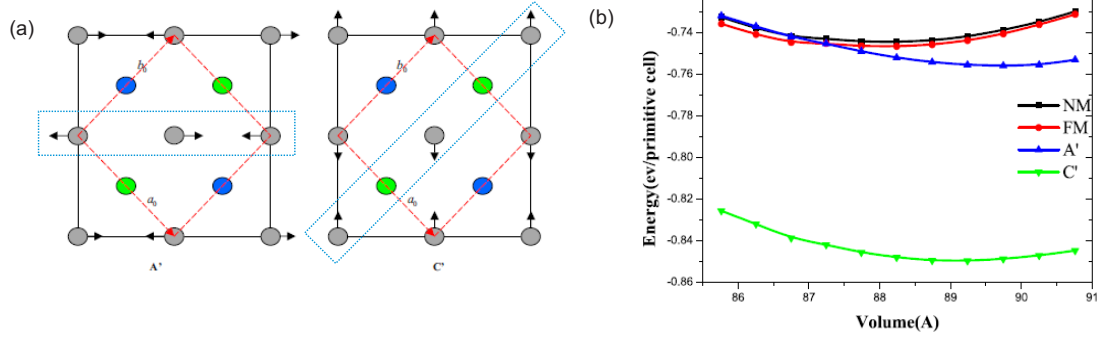 (a)
b₀
a₀
A'
b₀
a₀
C'
(b)
Energy(ev/primitive cell)
-0.74
-0.76
-0.78
-0.80
-0.82
-0.84
-0.86
NM
FM
A'
C'
86 87 88 89 90 91
Volume(A)